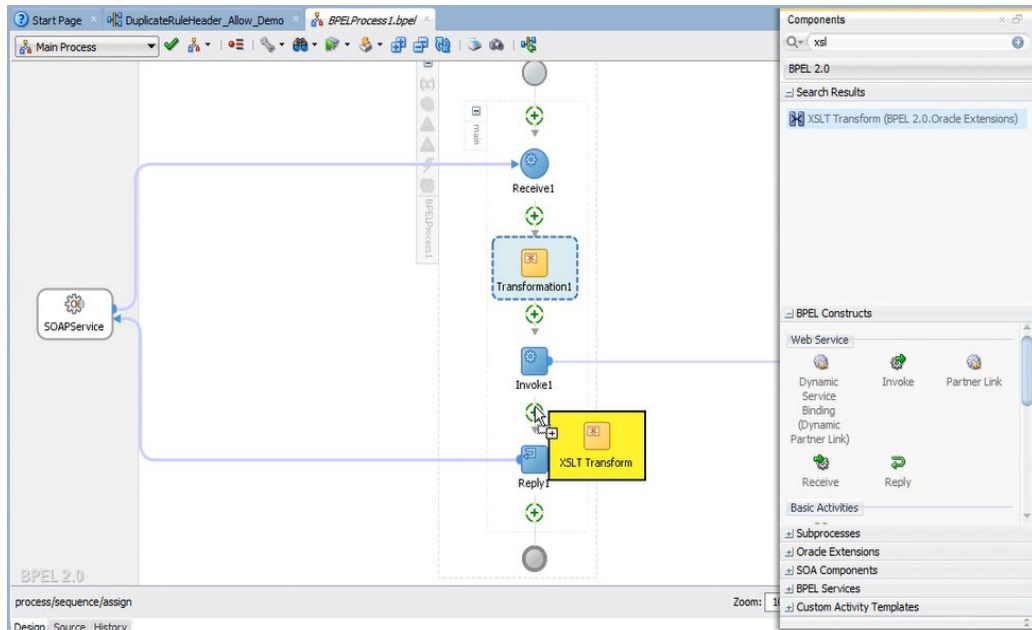 Start Page
DuplicateRuleHeader_Allow_Demo
BPELProcess1.bpel
Main Process
main
BPELProcess1
Receive1
Transformation1
SOAPService
Invoke1
XSLT Transform
Reply1
BPEL 2.0
process/sequence/assign
Zoom:
Design Source History
Components
xsl
BPEL 2.0
Search Results
XSLT Transform (BPEL 2.0.Oracle Extensions)
BPEL Constructs
Web Service
Dynamic
Service
Binding
(Dynamic
Partner Link)
Invoke
Partner Link
Receive
Reply
Basic Activities
Subprocesses
Oracle Extensions
SOA Components
BPEL Services
Custom Activity Templates